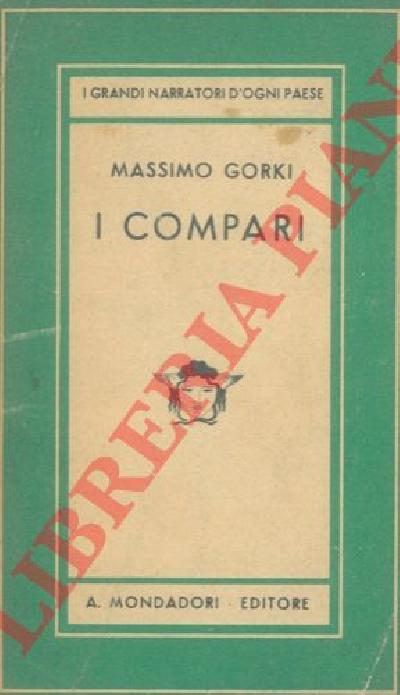 I GRANDI NARRATORI D'OGNI PAESE
MASSIMO GORKI
I COMPARI
A. MONDADORI · EDITORE
LIBRERIA PIANI